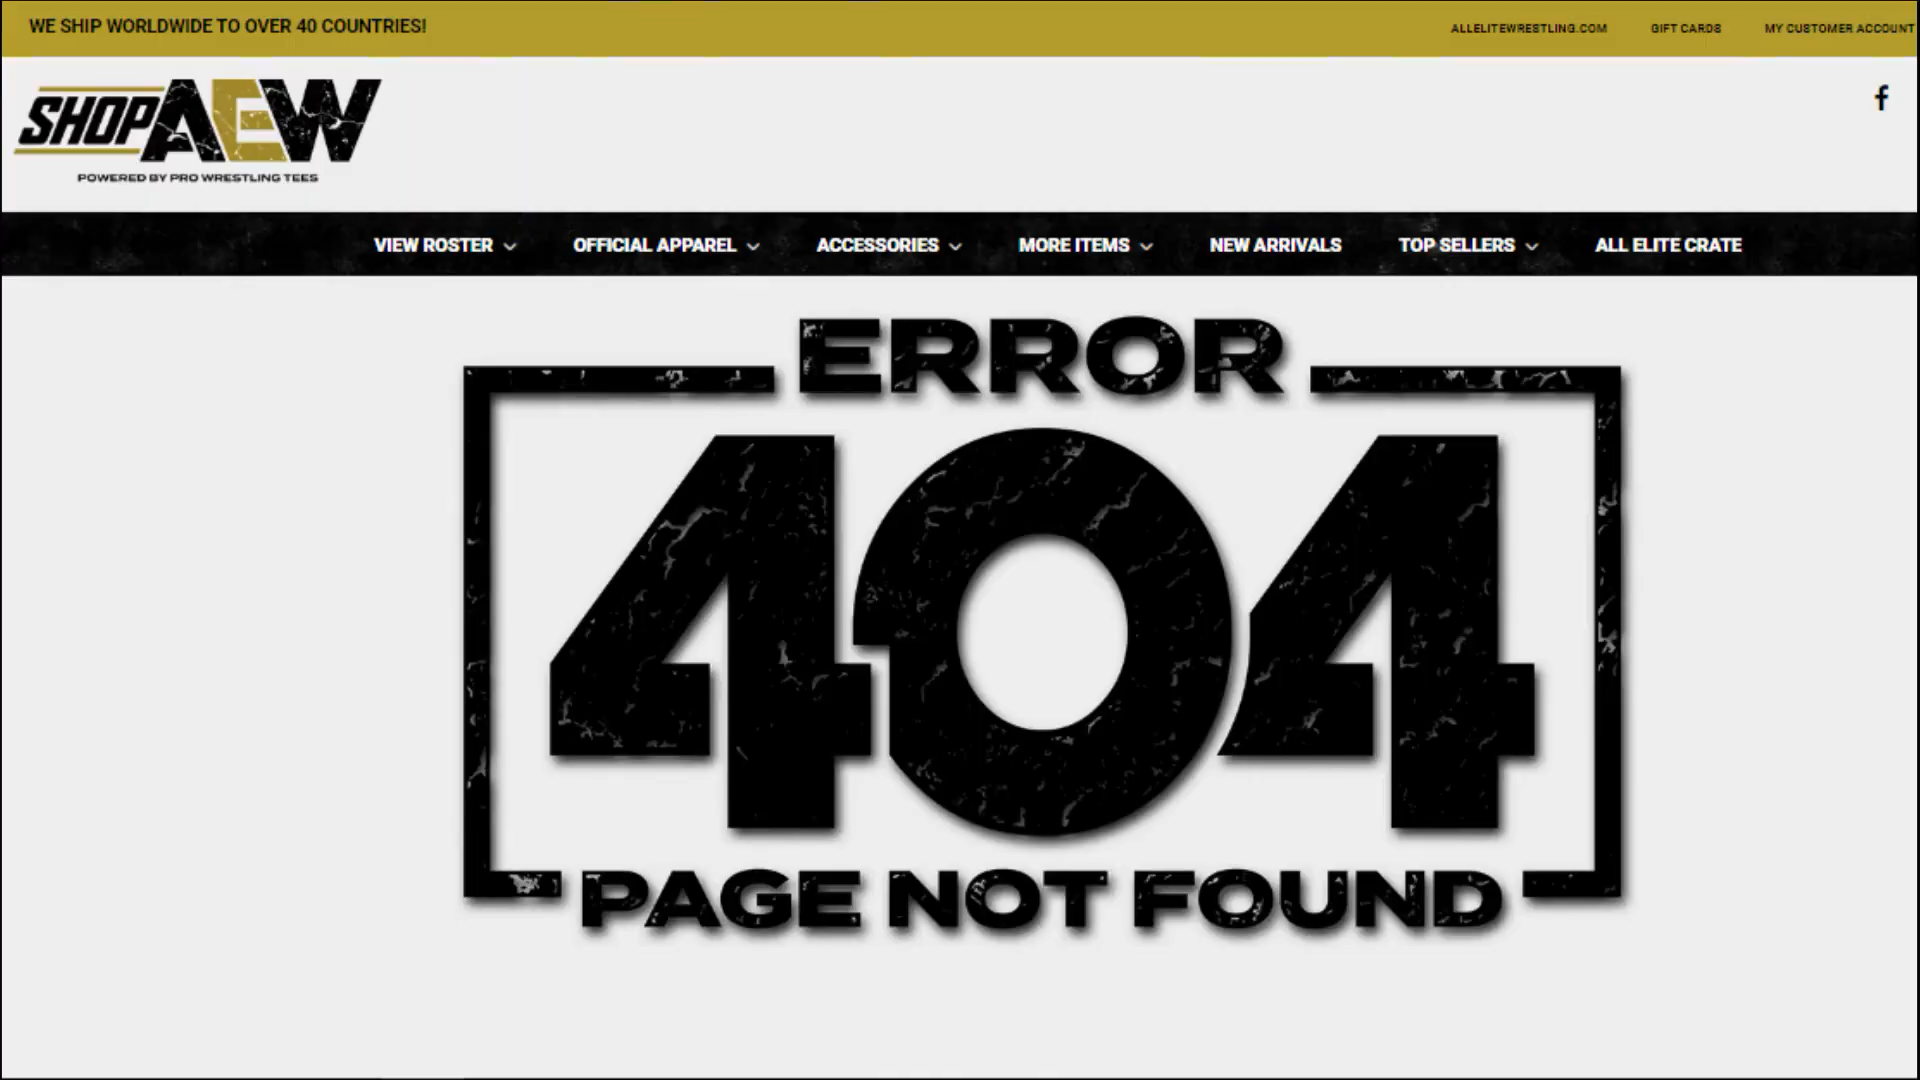 WE SHIP WORLDWIDE TO OVER 40 COUNTRIES!
ALLELITEWRESTLING.COM GIFT CARDS MY CUSTOMER ACCOUNT
SHOP AEW
POWERED BY PRO WRESTLING TEES
VIEW ROSTER OFFICIAL APPAREL ACCESSORIES MORE ITEMS NEW ARRIVALS TOP SELLERS ALL ELITE CRATE
ERROR
404
PAGE NOT FOUND